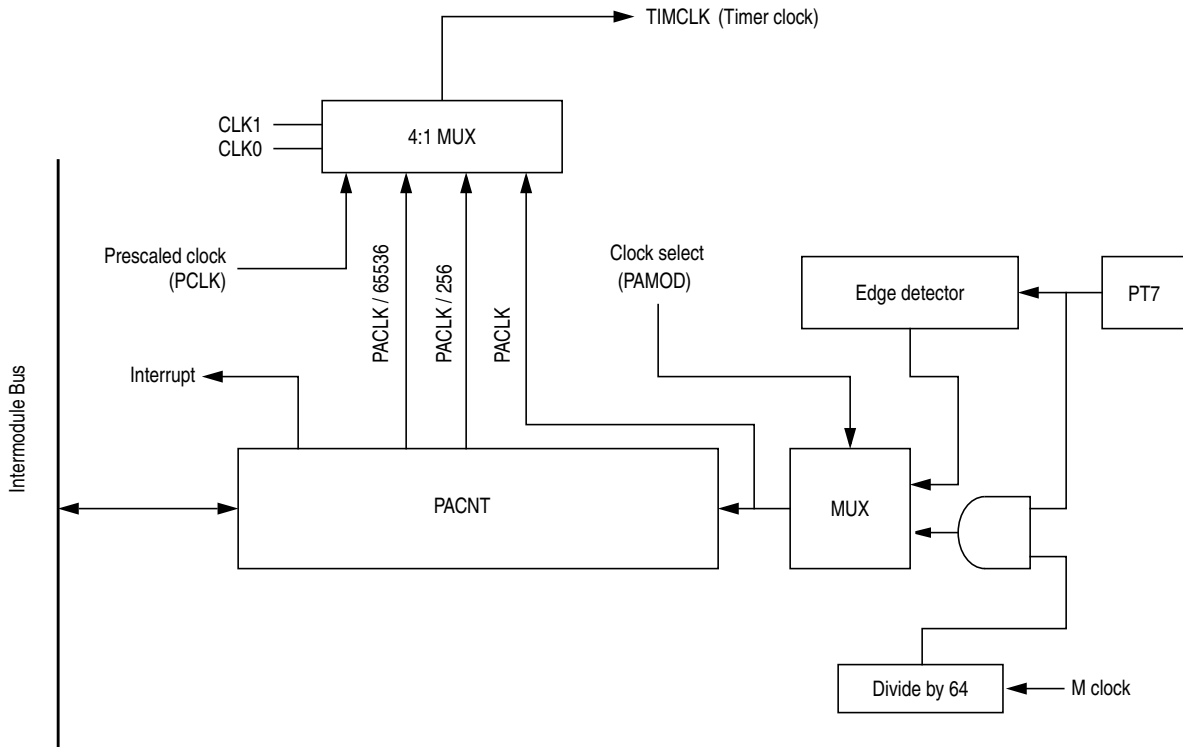 TIMCLK (Timer clock)
CLK1
CLK0
4:1 MUX
Prescaled clock
(PCLK)
PACLK / 65536
PACLK / 256
PACLK
Clock select
(PAMOD)
Edge detector
PT7
Interrupt
Intermodule Bus
PACNT
MUX
Divide by 64
M clock